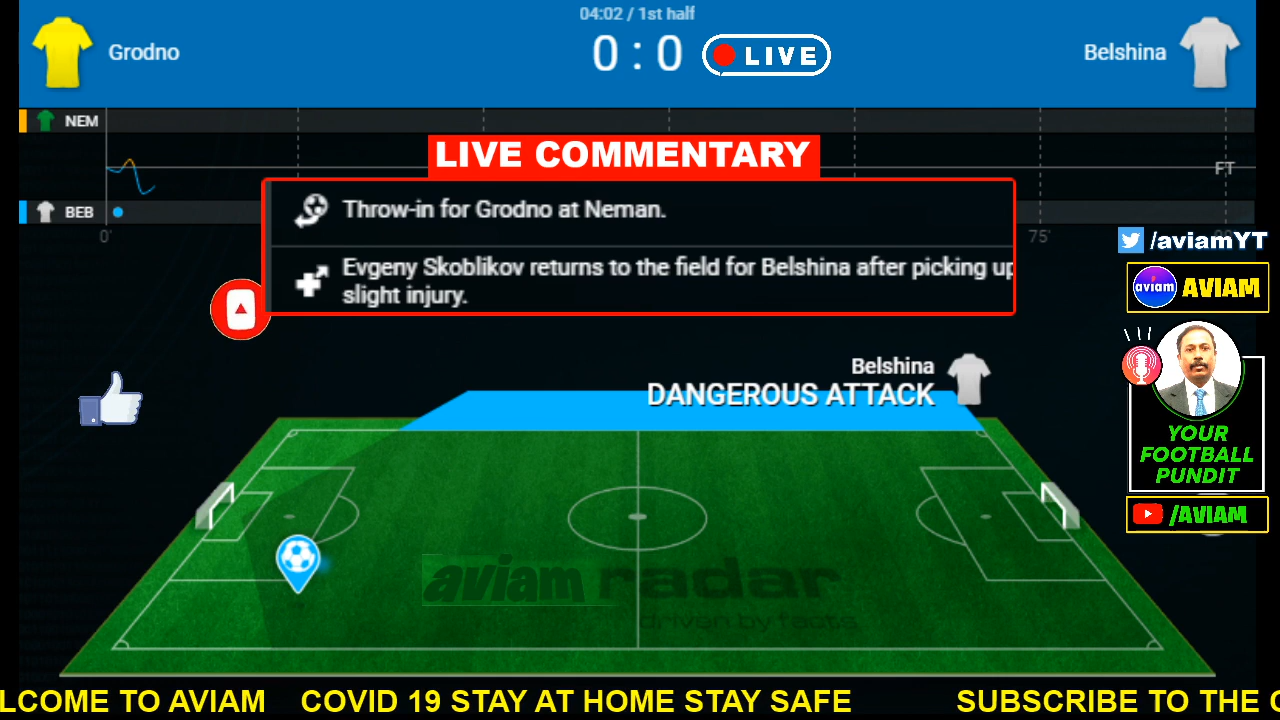 04:02 / 1st half
Grodno
0 : 0
LIVE
Belshina
NEM
LIVE COMMENTARY
FT
Throw-in for Grodno at Neman.
BEB
0'
75'
/aviamYT
Evgeny Skoblikov returns to the field for Belshina after picking up
slight injury.
aviam AVIAM
Belshina
DANGEROUS ATTACK
YOUR
FOOTBALL
PUNDIT
/AVIAM
aviam radar
driven by facts
LCOME TO AVIAM COVID 19 STAY AT HOME STAY SAFE SUBSCRIBE TO THE